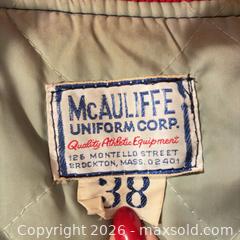 McAULIFFE
UNIFORM CORP.
Quality Athletic Equipment
126 MONTELLO STREET
BROCKTON, MASS. 02401
38
Copyright 2026 - maxsold.com